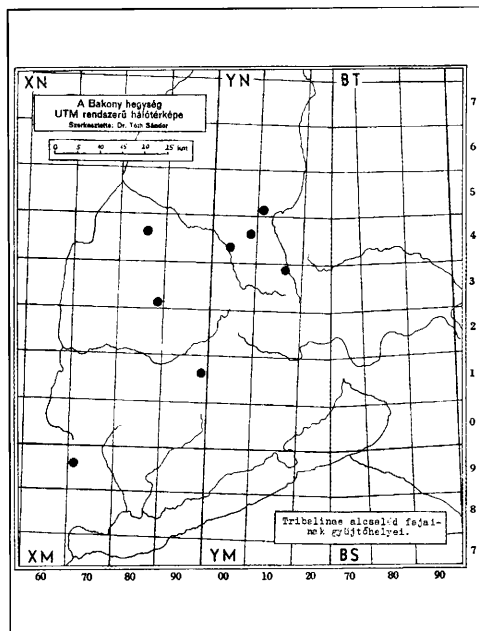 XN YN BT
A Bakony hegység
UTM rendszerű hálótérképe
Szerkesztette: Dr. Tóth Sándor
0 5 10 15 20 25 km
7
6
5
4
3
2
1
0
9
8
7
Tribelinae alcsalád fajai-
nak gyűjtőhelyei.
XM YM BS
60 70 80 90 00 10 20 80 90